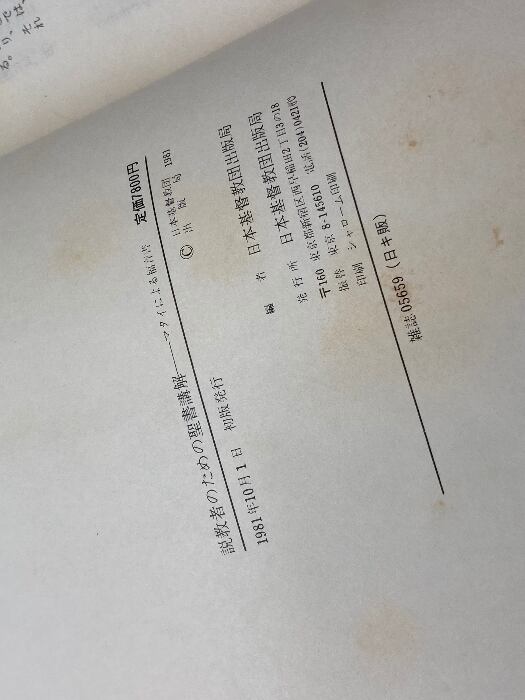 説教者のための聖書講解——マタイによる福音書 定価7800円
1981年10月1日 初版発行
© 日本基督教団出版局 1981
編者 日本基督教団出版局
発行所 日本基督教団出版局
〒160 東京都新宿区西早稲田2丁目3の18
振替 東京 8-145610 電話(204)0421㈹
印刷 シャローム印刷
雑誌05659 (日キ販)